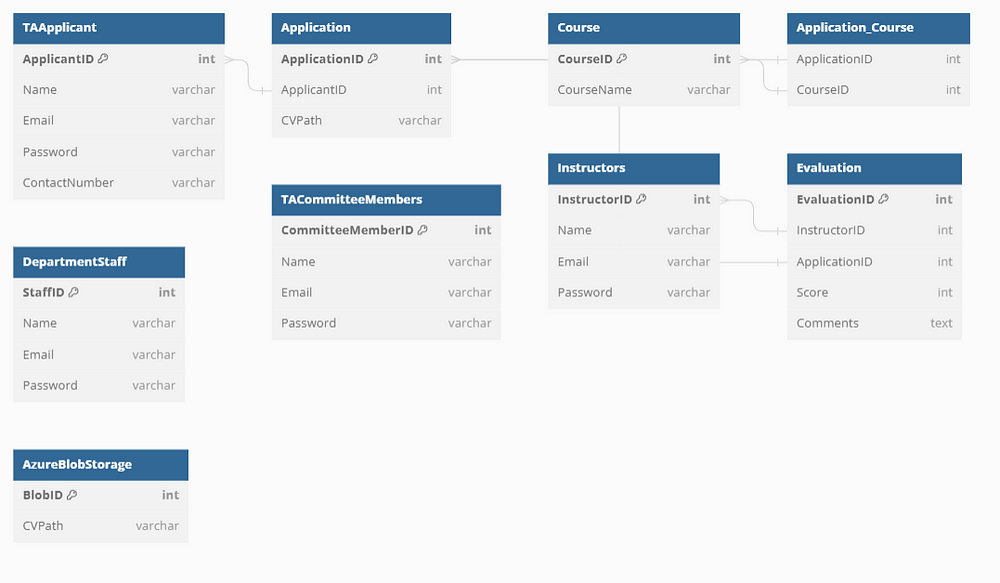 TAApplicant
ApplicantID int
Name varchar
Email varchar
Password varchar
ContactNumber varchar
Application
ApplicationID int
ApplicantID int
CVPath varchar
Course
CourseID int
CourseName varchar
Application_Course
ApplicationID int
CourseID int
TACommitteeMembers
CommitteeMemberID int
Name varchar
Email varchar
Password varchar
Instructors
InstructorID int
Name varchar
Email varchar
Password varchar
Evaluation
EvaluationID int
InstructorID int
ApplicationID int
Score int
Comments text
DepartmentStaff
StaffID int
Name varchar
Email varchar
Password varchar
AzureBlobStorage
BlobID int
CVPath varchar